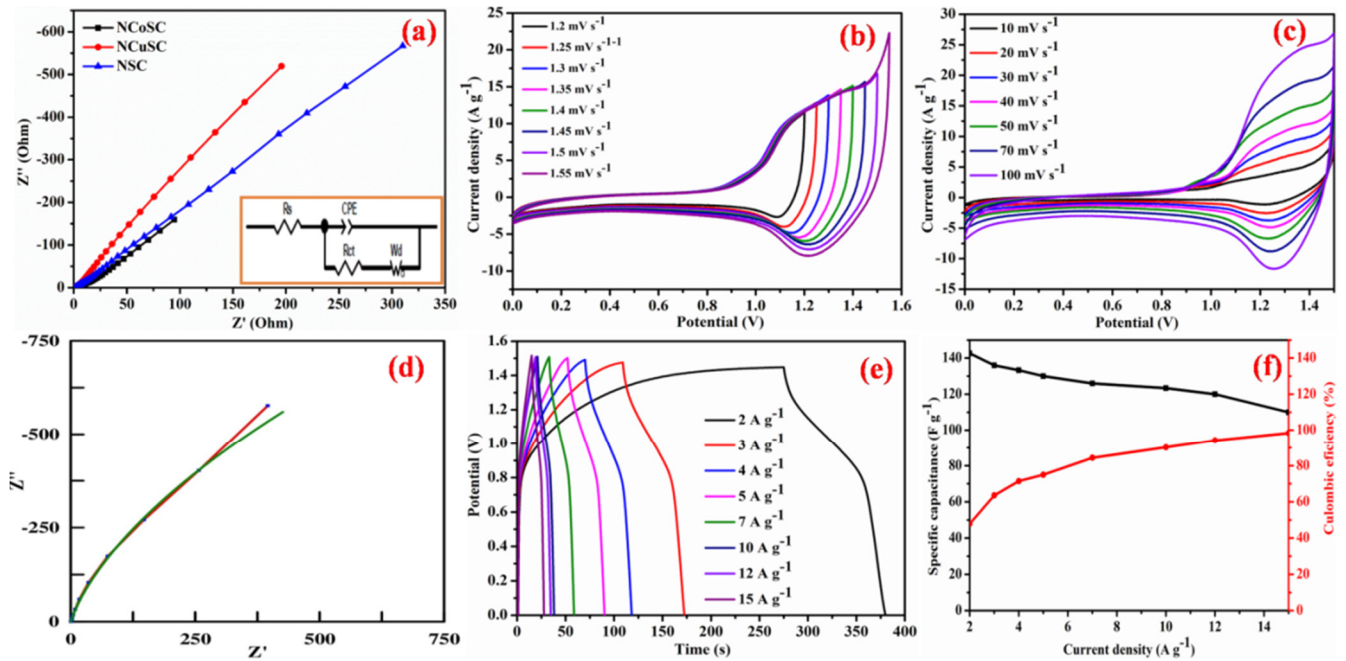 (a)
NCoSC
NCuSC
NSC
-600
-500
-400
-300
-200
-100
0
Z'' (Ohm)
0 50 100 150 200 250 300 350
Z' (Ohm)
Rs
CPE
Rct
Wd
(b)
1.2 mV s-1
1.25 mV s-1-1
1.3 mV s-1
1.35 mV s-1
1.4 mV s-1
1.45 mV s-1
1.5 mV s-1
1.55 mV s-1
25
20
15
10
5
0
-5
-10
Current density (A g-1)
0.0 0.2 0.4 0.6 0.8 1.0 1.2 1.4 1.6
Potential (V)
(c)
10 mV s-1
20 mV s-1
30 mV s-1
40 mV s-1
50 mV s-1
70 mV s-1
100 mV s-1
30
25
20
15
10
5
0
-5
-10
-15
Current density (A g-1)
0.0 0.2 0.4 0.6 0.8 1.0 1.2 1.4
Potential (V)
(d)
-750
-500
-250
0
Z''
0 250 500 750
Z'
(e)
2 A g-1
3 A g-1
4 A g-1
5 A g-1
7 A g-1
10 A g-1
12 A g-1
15 A g-1
1.6
1.4
1.2
1.0
0.8
0.6
0.4
0.2
0.0
Potential (V)
0 50 100 150 200 250 300 350 400
Time (s)
(f)
140
120
100
80
60
40
20
0
Specific capacitance (F g-1)
2 4 6 8 10 12 14
Current density (A g-1)
140
120
100
80
60
40
20
0
Culombic eficiency (%)